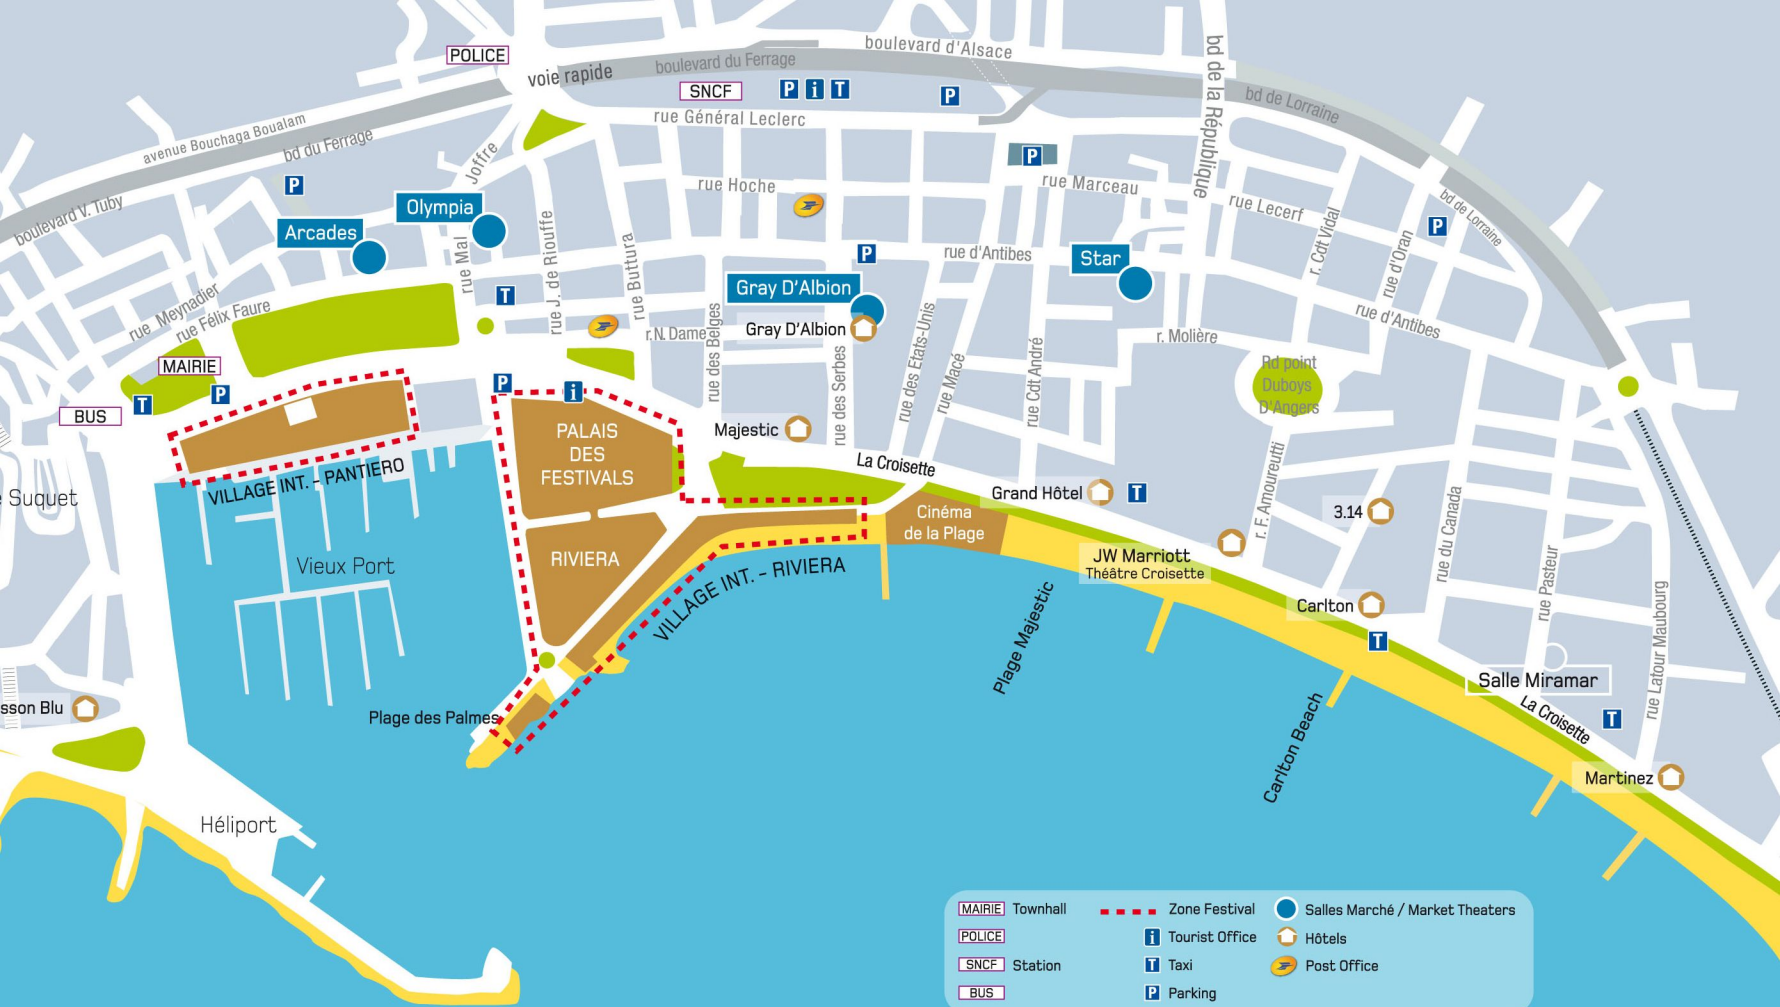 POLICE
voie rapide
boulevard du Ferrage
boulevard d'Alsace
SNCF
P
i
T
P
rue Général Leclerc
bd de la République
bd de Lorraine
avenue Bouchaga Boualam
bd du Ferrage
Joffre
P
P
rue Hoche
rue Marceau
rue Lecerf
bd de Lorraine
P
boulevard V. Tuby
Arcades
Olympia
rue Mal
rue J. de Riouffe
rue Buttura
P
rue d'Antibes
Star
r. Cdt Vidal
rue d'Oran
T
Gray D'Albion
rue Meynadier
rue Félix Faure
r.N. Dame
rue des Belges
Gray D'Albion
rue des Serbes
rue des Etats-Unis
rue Macé
rue Cdt André
r. Molière
rue d'Antibes
Rd point
Duboys
D'Angers
MAIRIE
P
T
BUS
P
i
PALAIS
DES
FESTIVALS
Majestic
La Croisette
VILLAGE INT. - PANTIERO
Suquet
Grand Hôtel
T
r. F. Amoureutti
3.14
rue du Canada
rue Pasteur
rue Latour Maubourg
Cinéma
de la Plage
Vieux Port
RIVIERA
VILLAGE INT. - RIVIERA
JW Marriott
Théâtre Croisette
Carlton
T
Plage Majestic
Salle Miramar
La Croisette
T
sson Blu
Plage des Palmes
Carlton Beach
Martinez
Héliport
MAIRIE Townhall
POLICE
SNCF Station
BUS
Zone Festival
i Tourist Office
T Taxi
P Parking
Salles Marché / Market Theaters
Hôtels
Post Office